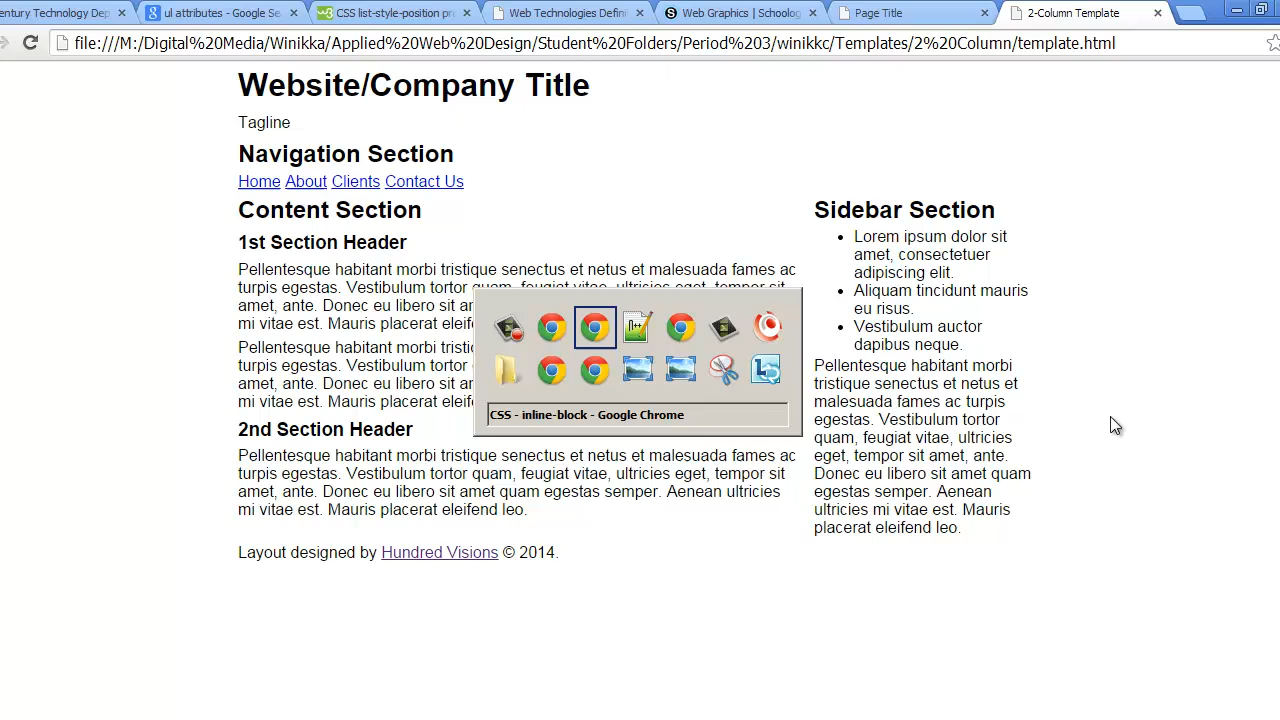 entury Technology Dep
ul attributes - Google Se
CSS list-style-position pr
Web Technologies Defini
Web Graphics | Schoolog
Page Title
2-Column Template
file:///M:/Digital%20Media/Winikka/Applied%20Web%20Design/Student%20Folders/Period%203/winikkc/Templates/2%20Column/template.html
Website/Company Title
Tagline
Navigation Section
Home About Clients Contact Us
Content Section
1st Section Header
Pellentesque habitant morbi tristique senectus et netus et malesuada fames ac
turpis egestas. Vestibulum tortor quam, feugiat vitae, ultricies eget, tempor sit
amet, ante. Donec eu libero sit am
mi vitae est. Mauris placerat eleife
Pellentesque habitant morbi tristiq
turpis egestas. Vestibulum tortor q
amet, ante. Donec eu libero sit am
mi vitae est. Mauris placerat eleife
CSS - inline-block - Google Chrome
2nd Section Header
Pellentesque habitant morbi tristique senectus et netus et malesuada fames ac
turpis egestas. Vestibulum tortor quam, feugiat vitae, ultricies eget, tempor sit
amet, ante. Donec eu libero sit amet quam egestas semper. Aenean ultricies
mi vitae est. Mauris placerat eleifend leo.
Sidebar Section
Lorem ipsum dolor sit
amet, consectetuer
adipiscing elit.
Aliquam tincidunt mauris
eu risus.
Vestibulum auctor
dapibus neque.
Pellentesque habitant morbi
tristique senectus et netus et
malesuada fames ac turpis
egestas. Vestibulum tortor
quam, feugiat vitae, ultricies
eget, tempor sit amet, ante.
Donec eu libero sit amet quam
egestas semper. Aenean
ultricies mi vitae est. Mauris
placerat eleifend leo.
Layout designed by Hundred Visions © 2014.